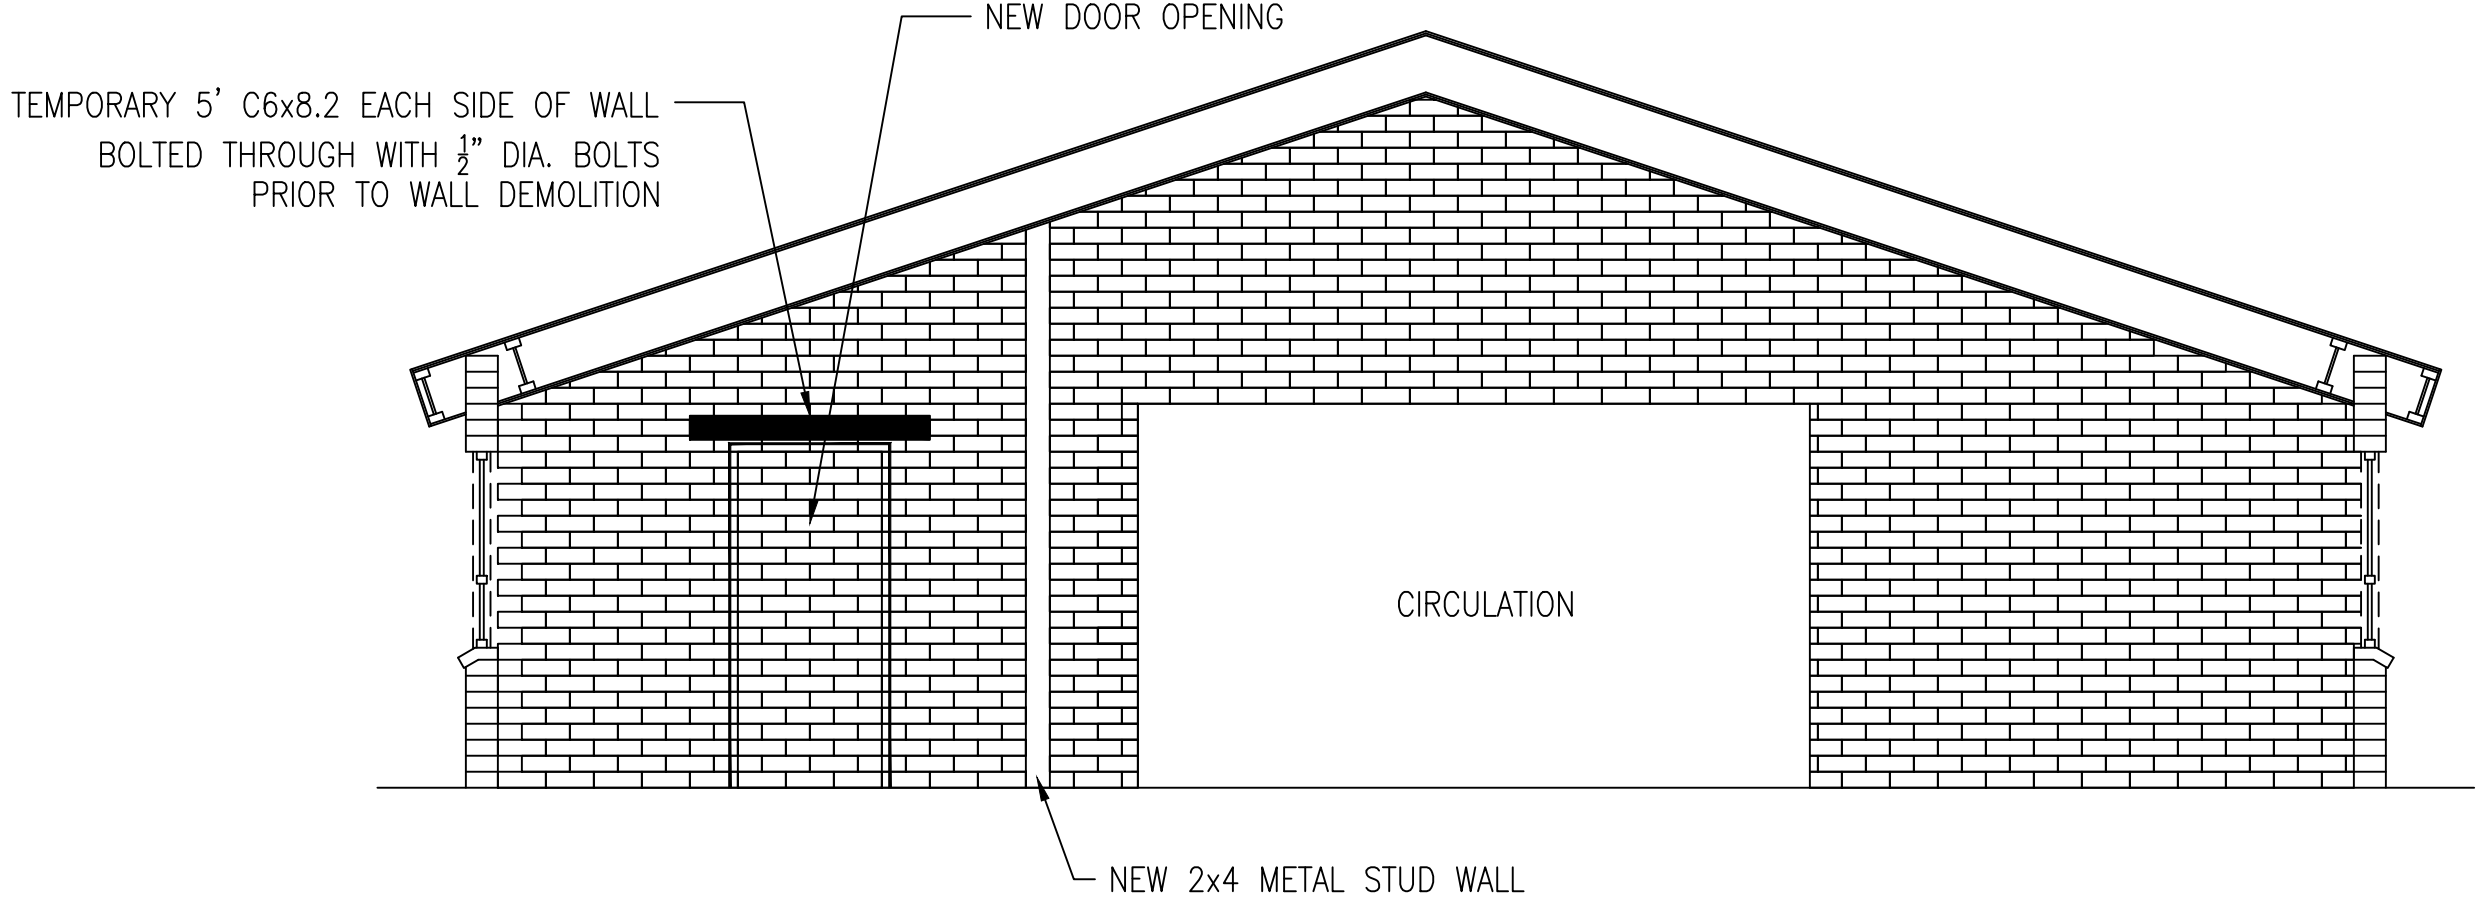 NEW DOOR OPENING
TEMPORARY 5' C6x8.2 EACH SIDE OF WALL
BOLTED THROUGH WITH 1/2" DIA. BOLTS
PRIOR TO WALL DEMOLITION
CIRCULATION
NEW 2x4 METAL STUD WALL